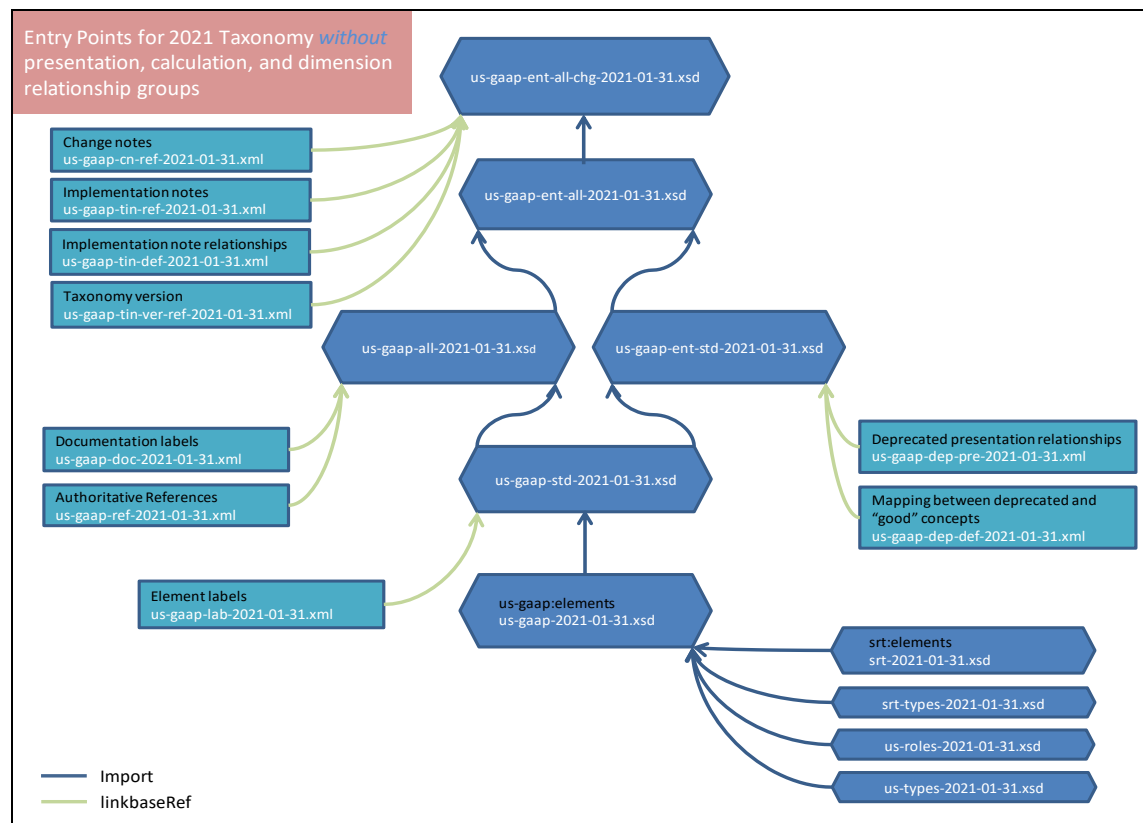 Entry Points for 2021 Taxonomy without
presentation, calculation, and dimension
relationship groups
us-gaap-ent-all-chg-2021-01-31.xsd
Change notes
us-gaap-cn-ref-2021-01-31.xml
Implementation notes
us-gaap-tin-ref-2021-01-31.xml
Implementation note relationships
us-gaap-tin-def-2021-01-31.xml
Taxonomy version
us-gaap-tin-ver-ref-2021-01-31.xml
us-gaap-ent-all-2021-01-31.xsd
us-gaap-all-2021-01-31.xsd
us-gaap-ent-std-2021-01-31.xsd
Documentation labels
us-gaap-doc-2021-01-31.xml
Authoritative References
us-gaap-ref-2021-01-31.xml
us-gaap-std-2021-01-31.xsd
Deprecated presentation relationships
us-gaap-dep-pre-2021-01-31.xml
Mapping between deprecated and
“good” concepts
us-gaap-dep-def-2021-01-31.xml
Element labels
us-gaap-lab-2021-01-31.xml
us-gaap:elements
us-gaap-2021-01-31.xsd
srt:elements
srt-2021-01-31.xsd
srt-types-2021-01-31.xsd
us-roles-2021-01-31.xsd
us-types-2021-01-31.xsd
Import
linkbaseRef